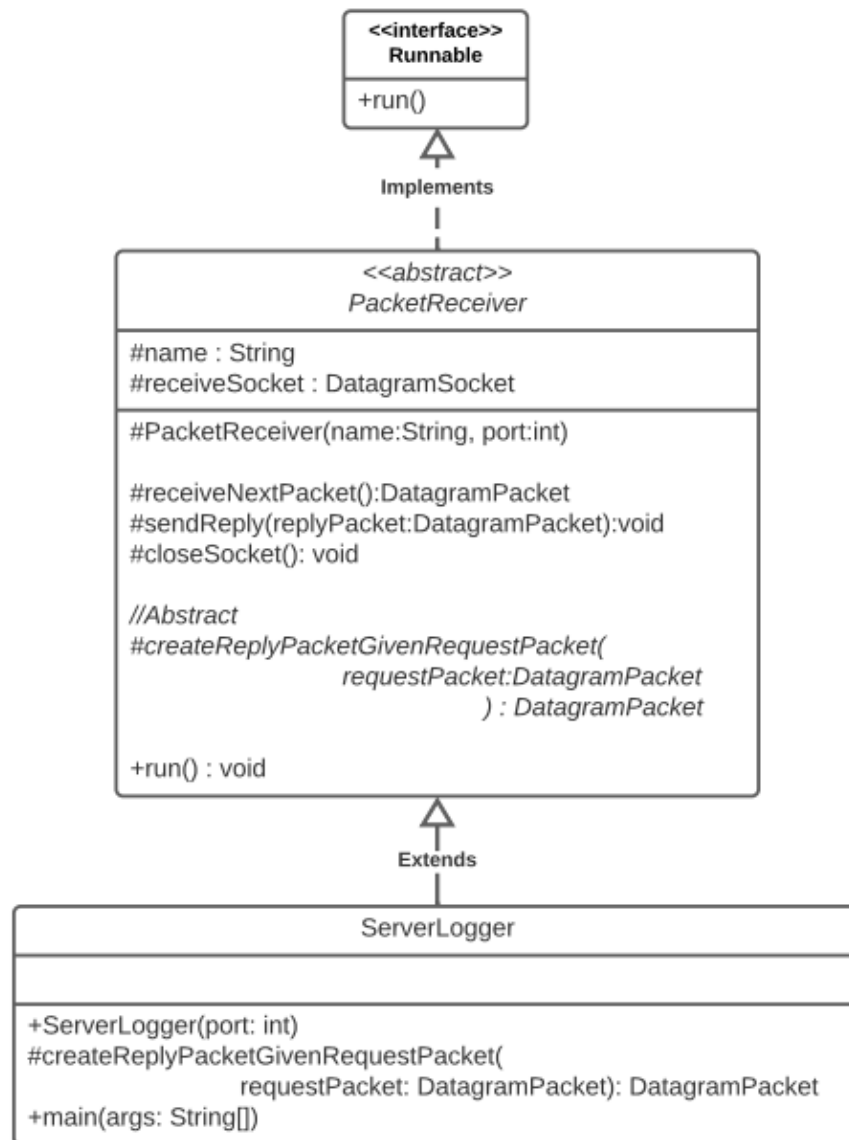 <<interface>>
Runnable
+run()
Implements
<<abstract>>
PacketReceiver
#name : String
#receiveSocket : DatagramSocket
#PacketReceiver(name:String, port:int)
#receiveNextPacket():DatagramPacket
#sendReply(replyPacket:DatagramPacket):void
#closeSocket(): void
//Abstract
#createReplyPacketGivenRequestPacket(
requestPacket:DatagramPacket
) : DatagramPacket
+run() : void
Extends
ServerLogger
+ServerLogger(port: int)
#createReplyPacketGivenRequestPacket(
requestPacket: DatagramPacket): DatagramPacket
+main(args: String[])